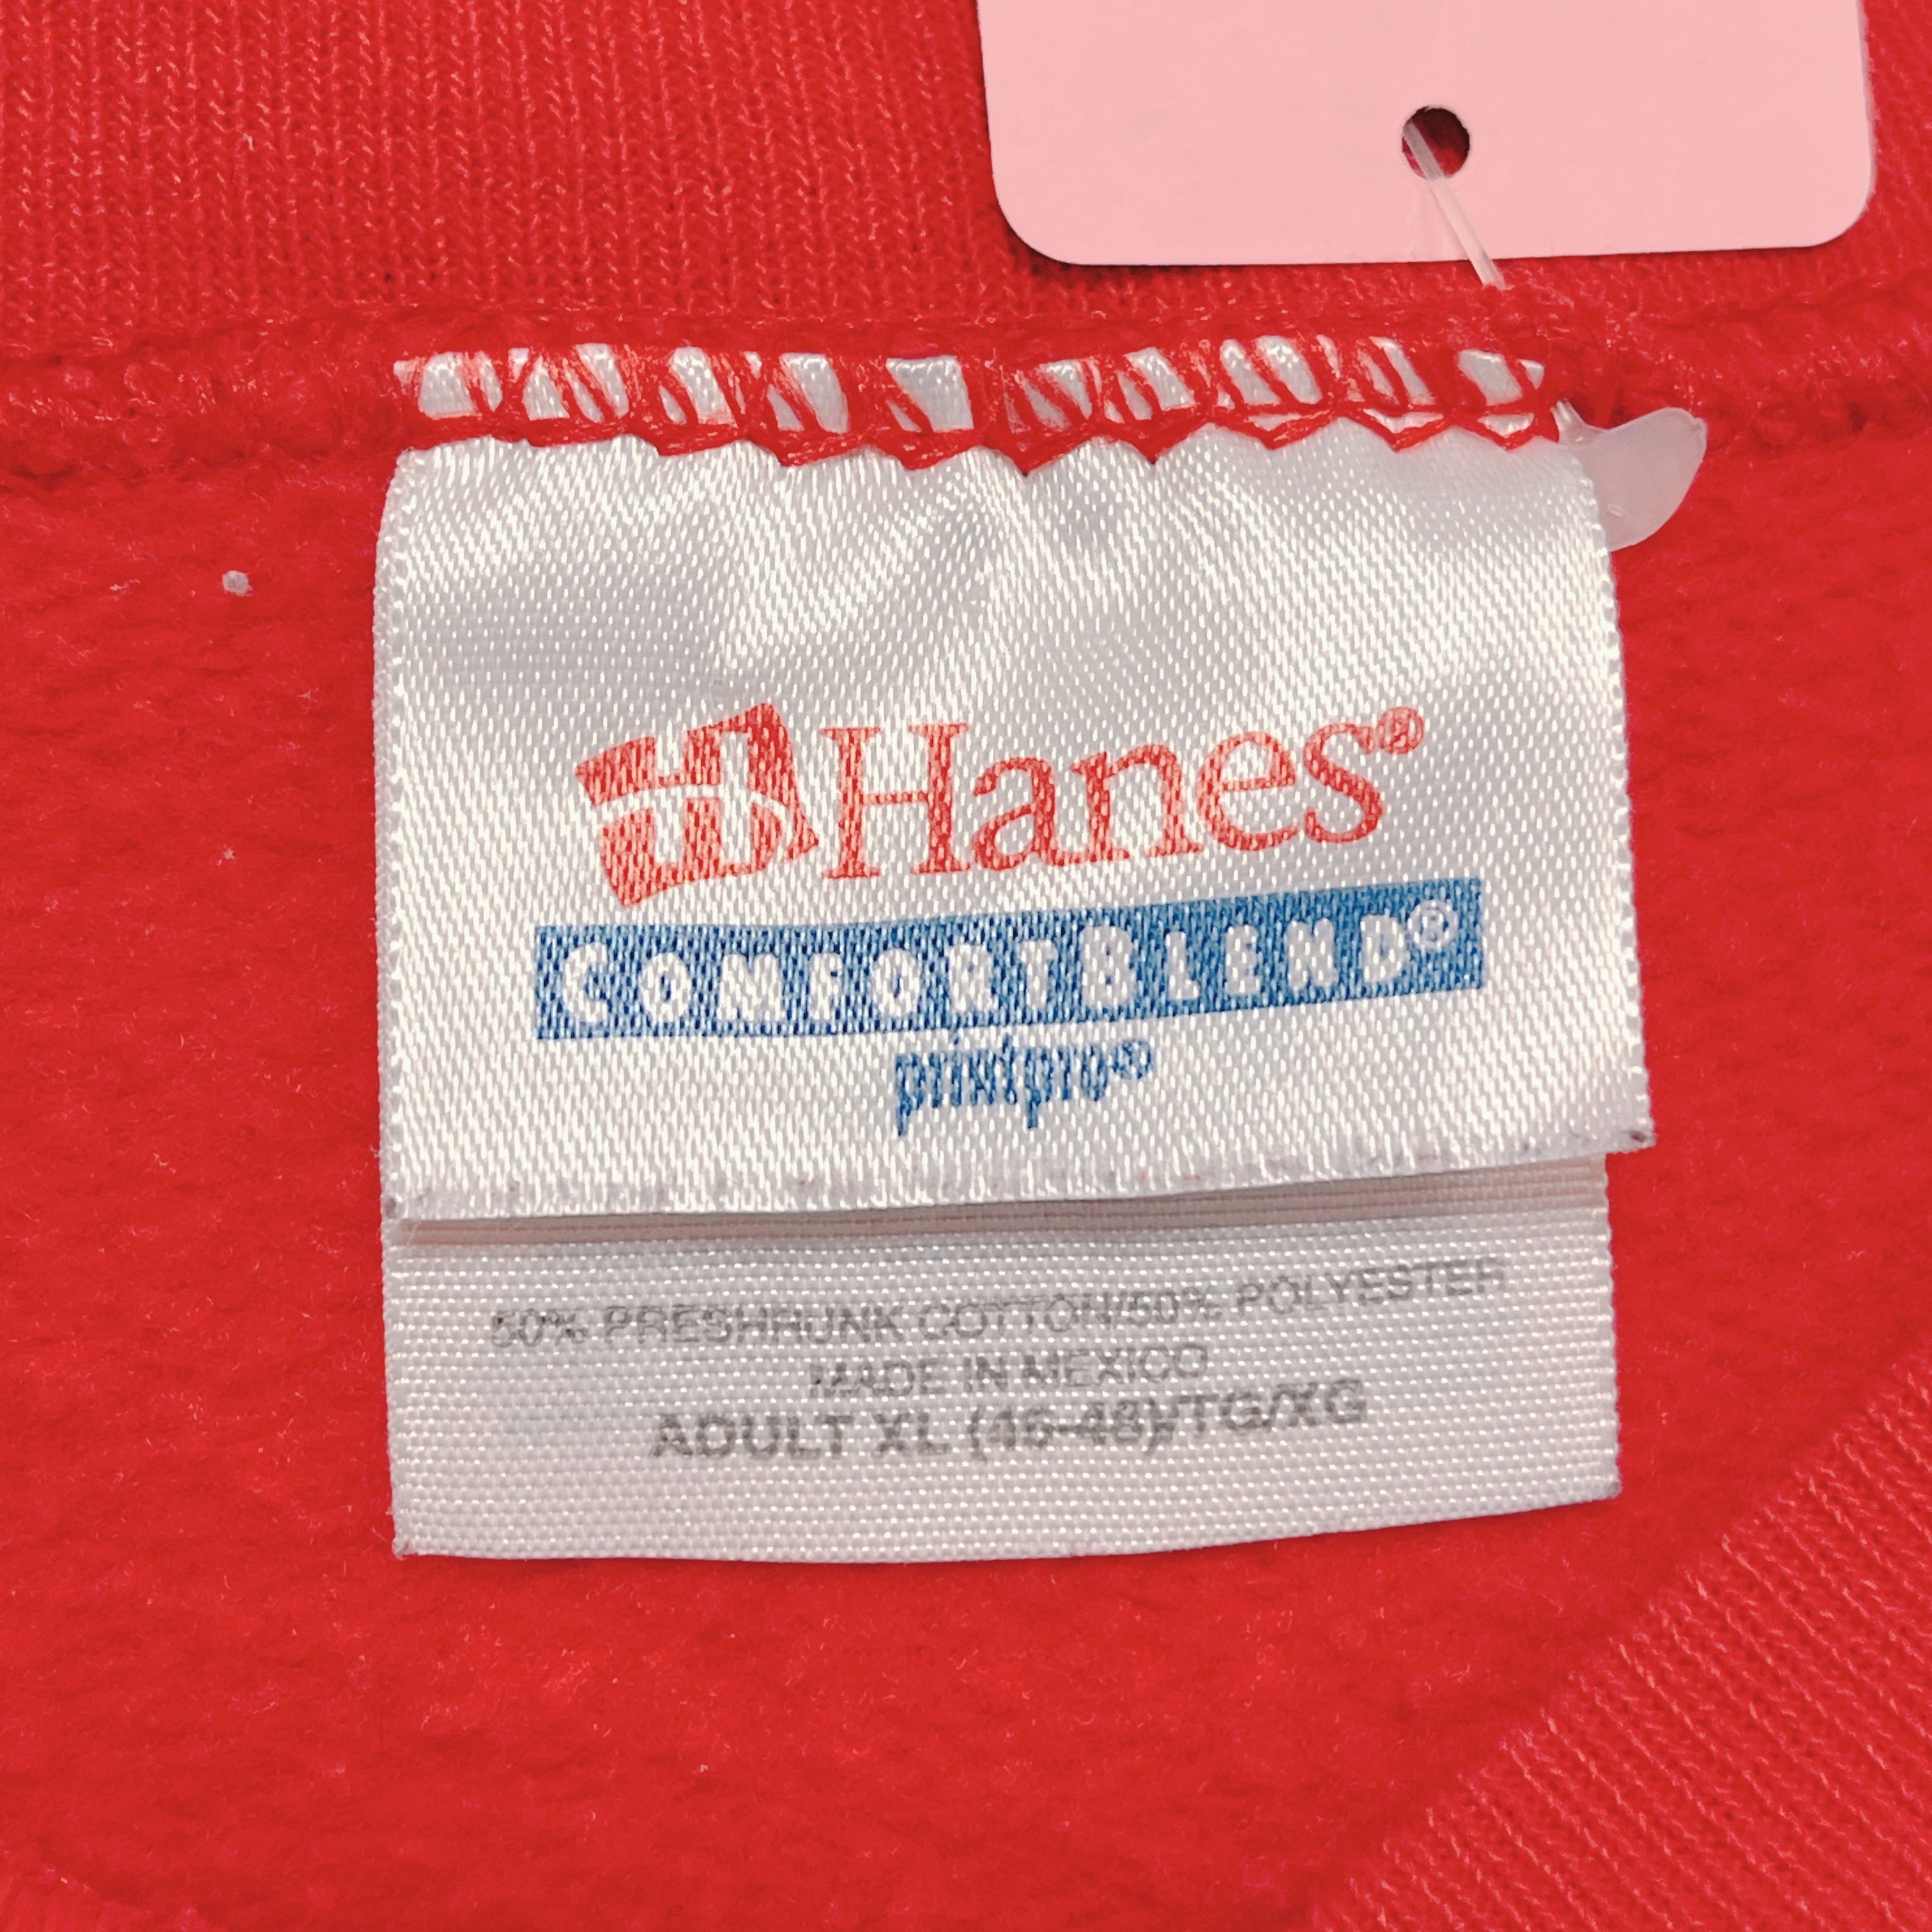 Hanes®
COMFORTBLEND®
printpro®
50% PRESHRUNK COTTON/50% POLYESTER
MADE IN MEXICO
ADULT XL (46-48)/TG/XG